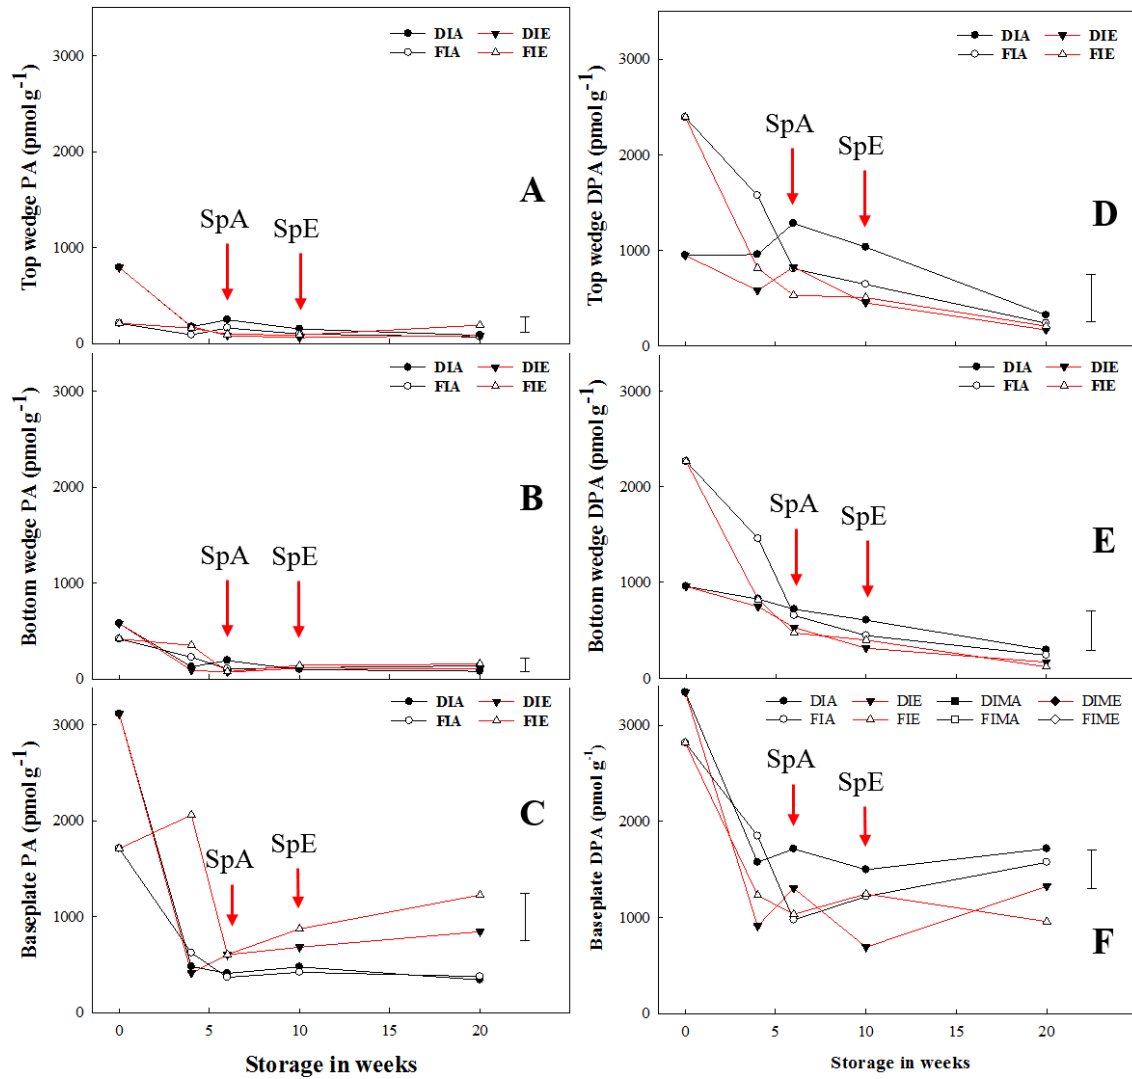 DIA DIE
FIA FIE
3000
2000
1000
0
Top wedge PA (pmol g-1)
SpA
SpE
A
DIA DIE
FIA FIE
3000
2000
1000
0
Bottom wedge PA (pmol g-1)
SpA
SpE
B
DIA DIE
FIA FIE
3000
2000
1000
0
Baseplate PA (pmol g-1)
SpA
SpE
C
0 5 10 15 20
Storage in weeks
DIA DIE
FIA FIE
3000
2000
1000
0
Top wedge DPA (pmol g-1)
SpA
SpE
D
DIA DIE
FIA FIE
3000
2000
1000
0
Bottom wedge DPA (pmol g-1)
SpA
SpE
E
DIA DIE DIMA DIME
FIA FIE FIMA FIME
3000
2000
1000
0
Baseplate DPA (pmol g-1)
SpA
SpE
F
0 5 10 15 20
Storage in weeks